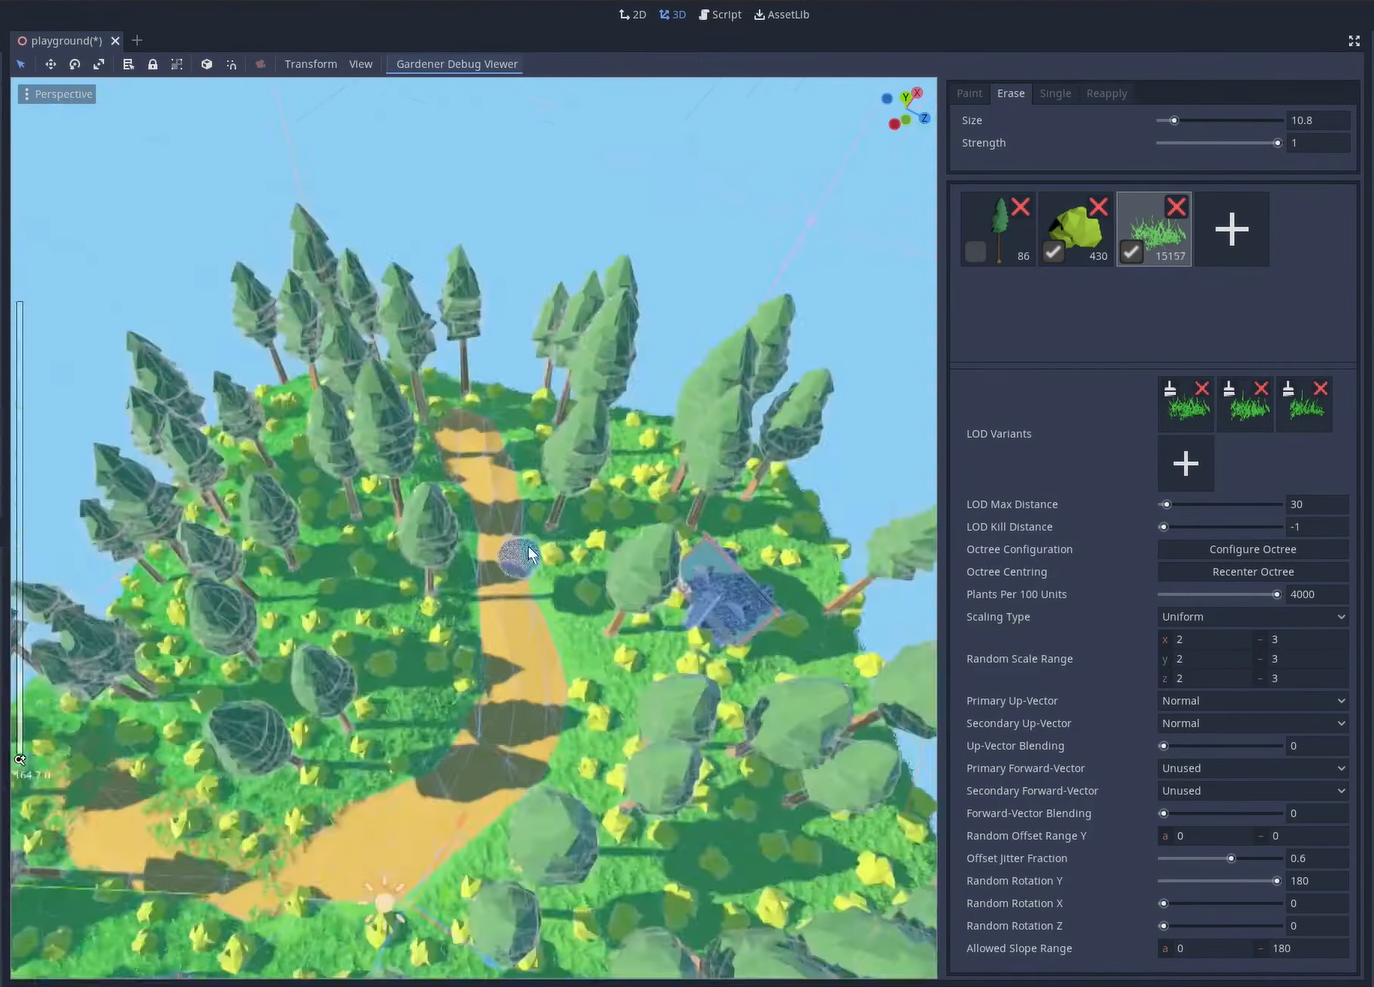 2D 3D Script AssetLib
playground(*)
Transform View Gardener Debug Viewer
Perspective
Y X Z
Paint Erase Single Reapply
Size 10.8
Strength 1
86 430 15157
LOD Variants
LOD Max Distance 30
LOD Kill Distance -1
Octree Configuration Configure Octree
Octree Centring Recenter Octree
Plants Per 100 Units 4000
Scaling Type Uniform
x 2 – 3
Random Scale Range y 2 – 3
z 2 – 3
Primary Up-Vector Normal
Secondary Up-Vector Normal
Up-Vector Blending 0
Primary Forward-Vector Unused
Secondary Forward-Vector Unused
Forward-Vector Blending 0
Random Offset Range Y a 0 – 0
Offset Jitter Fraction 0.6
Random Rotation Y 180
Random Rotation X 0
Random Rotation Z 0
Allowed Slope Range a 0 – 180